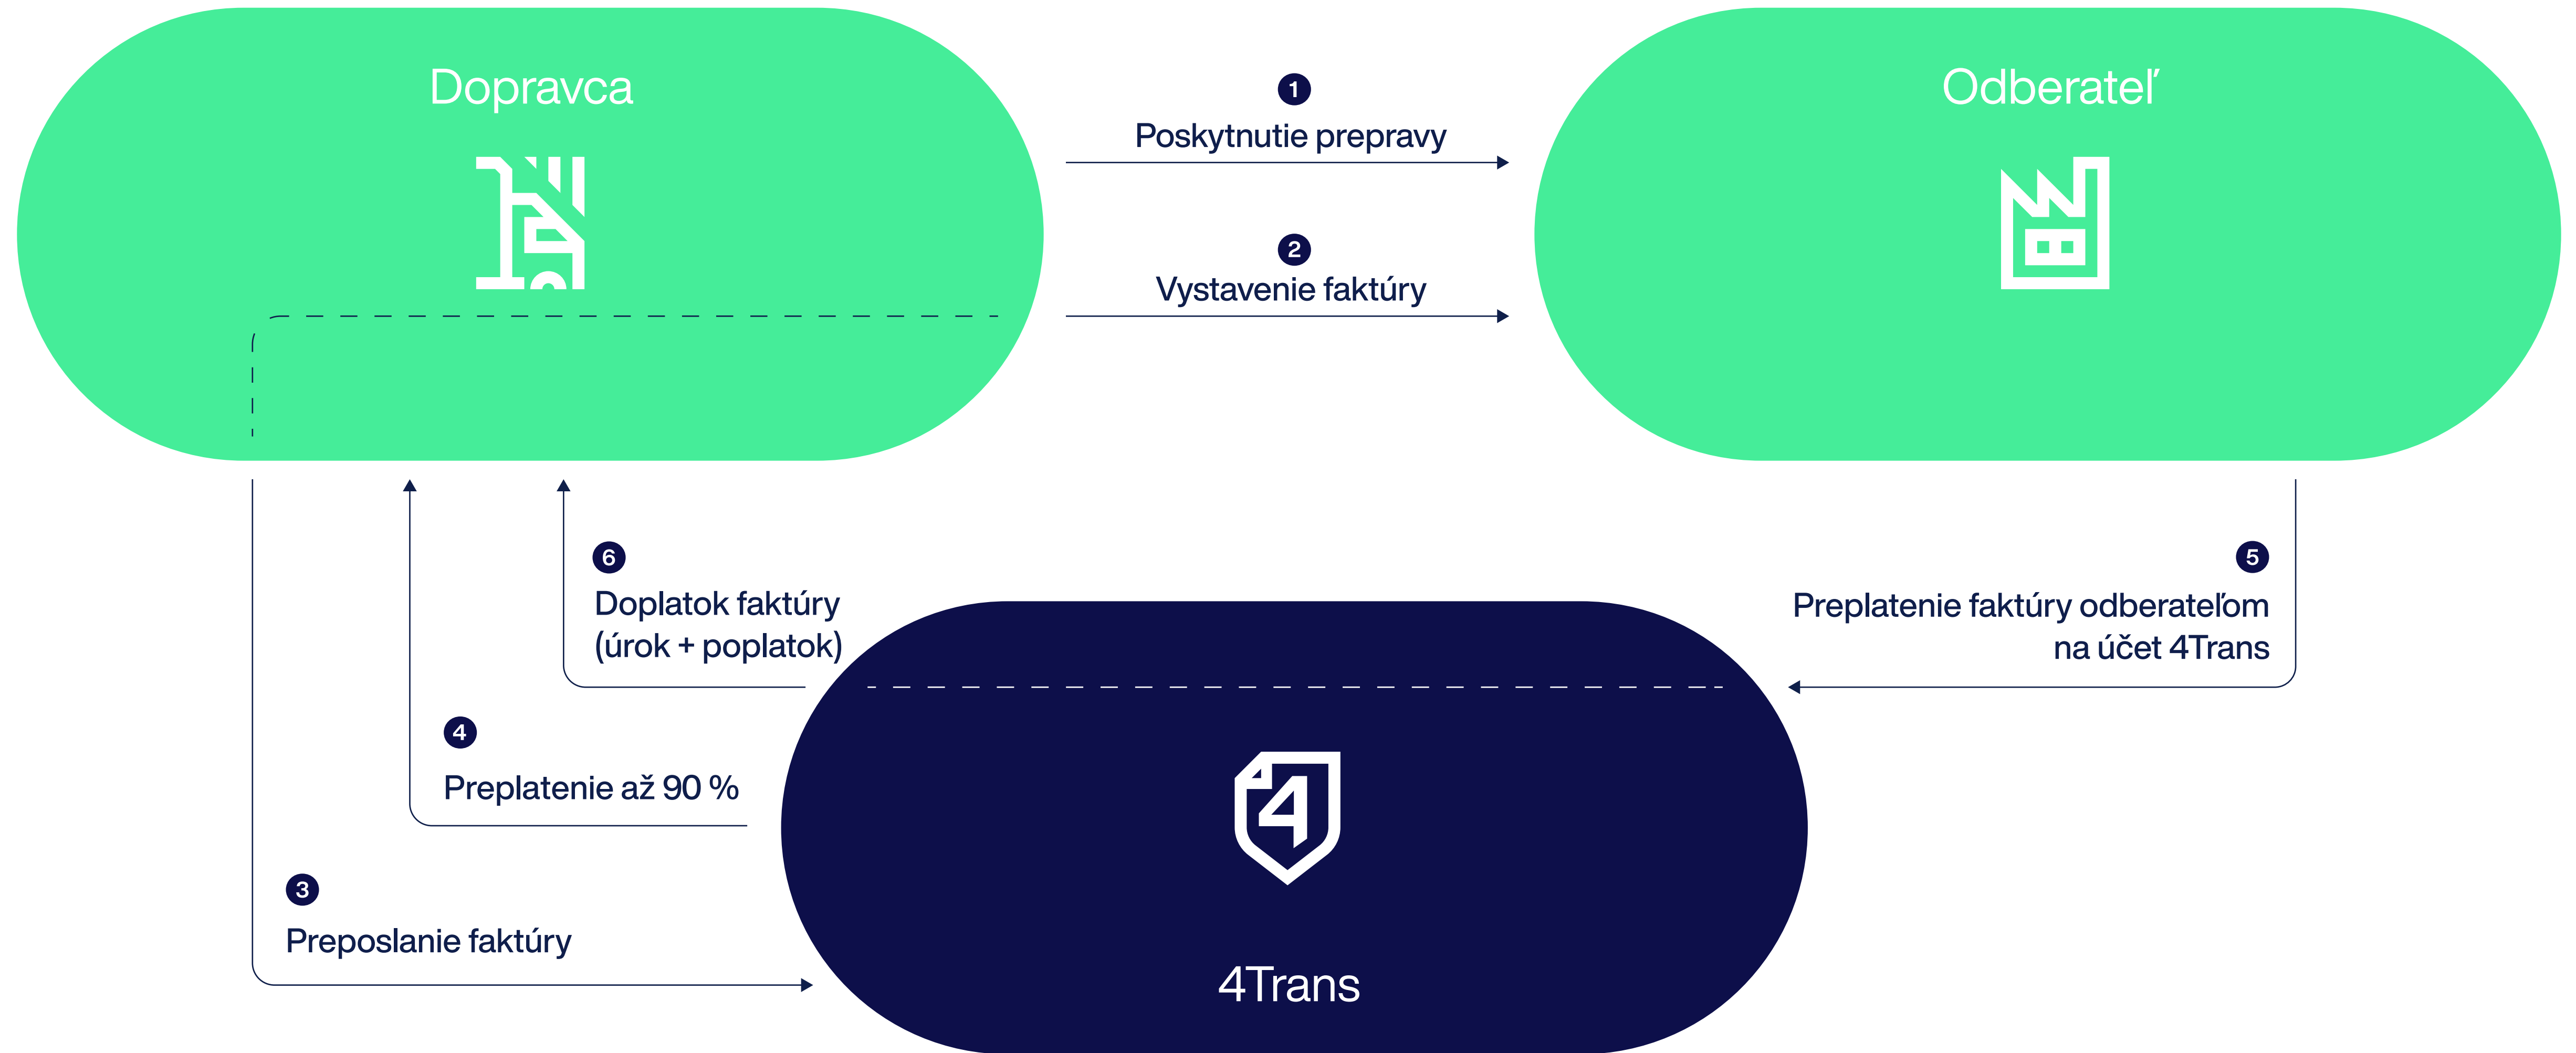 Dopravca
1
Poskytnutie prepravy
2
Vystavenie faktúry
Odberateľ
6
Doplatok faktúry
(úrok + poplatok)
5
Preplatenie faktúry odberateľom
na účet 4Trans
4
Preplatenie až 90 %
3
Preposlanie faktúry
4
4Trans